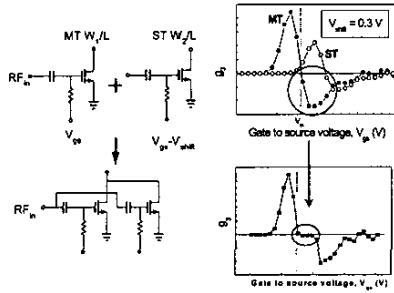 MT W₁/L
ST W₂/L
RFin
+
Vgs
Vgs-Vshift
RFin
MT
ST
Vshift = 0.3 V
g₃
Gate to source voltage, Vgs (V)
g₃
Gate to source voltage, Vgs (V)